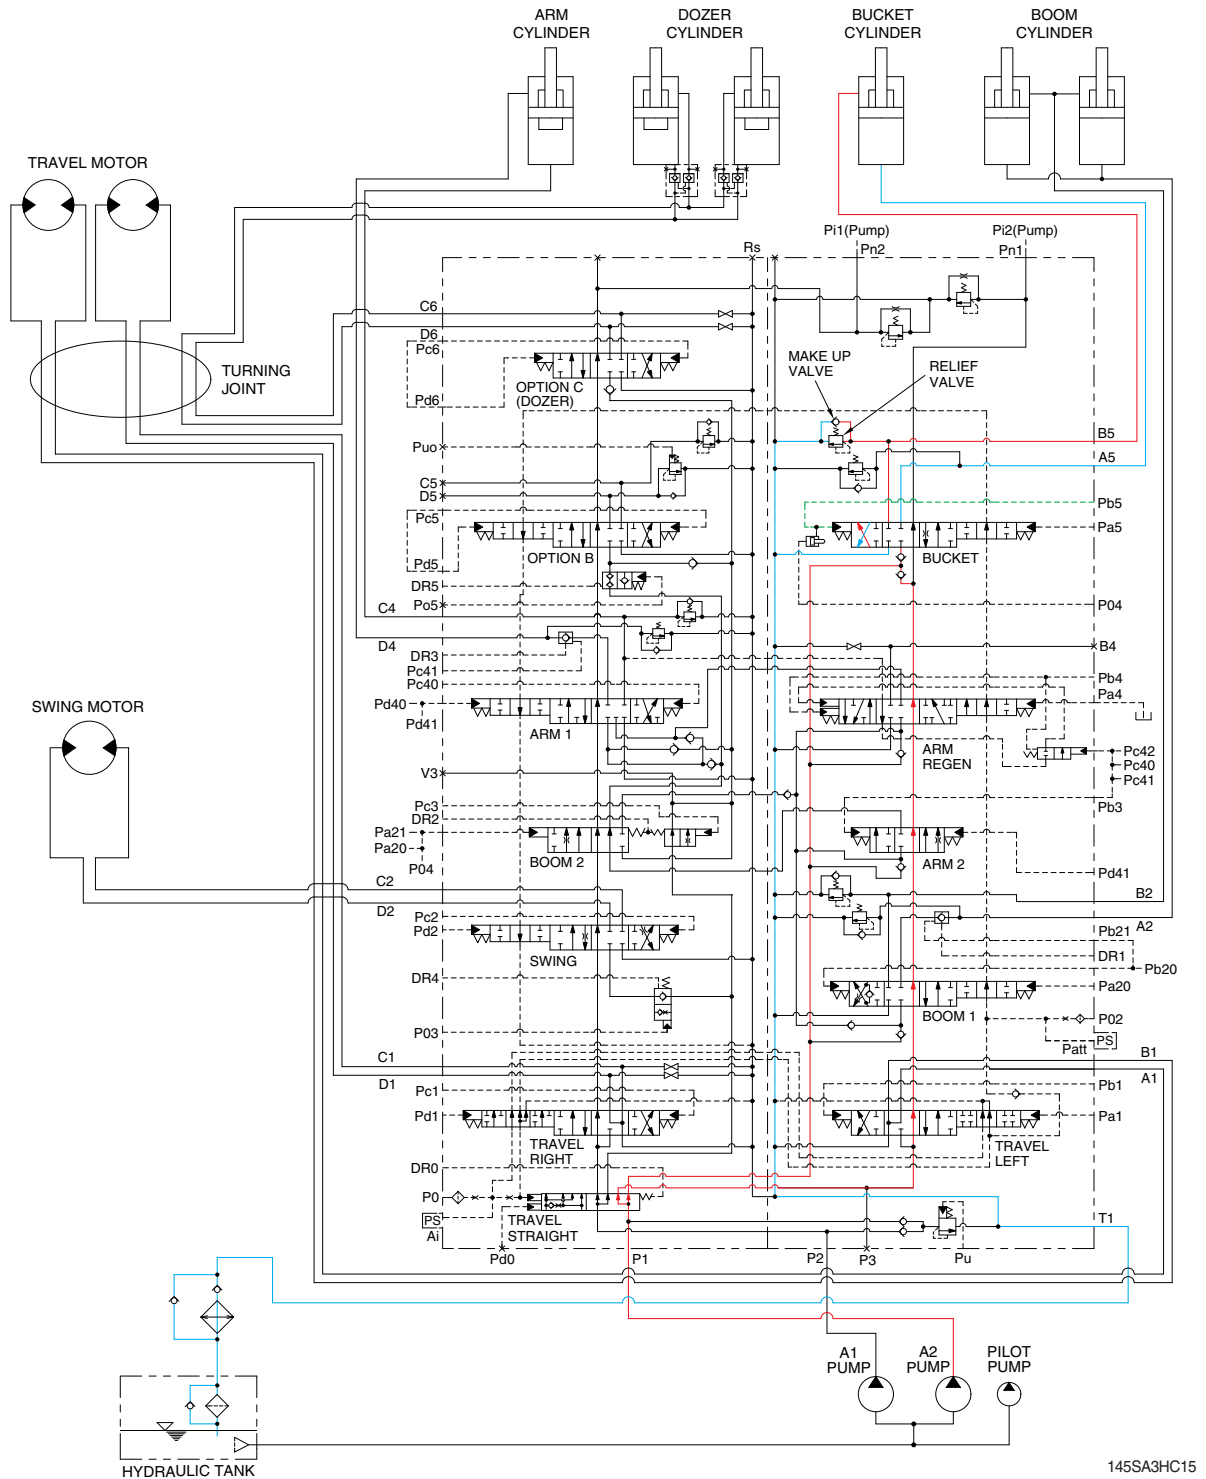 ARM
CYLINDER
DOZER
CYLINDER
BUCKET
CYLINDER
BOOM
CYLINDER
TRAVEL MOTOR
Pi1(Pump)
Pi2(Pump)
Rs
Pn2
Pn1
C6
D6
Pc6
MAKE UP
VALVE
RELIEF
VALVE
TURNING
JOINT
OPTION C
(DOZER)
Pd6
Puo
B5
A5
C5
D5
Pb5
Pc5
Pa5
OPTION B
BUCKET
Pd5
DR5
Po5
P04
C4
D4
B4
DR3
Pc41
Pc40
Pb4
Pa4
Pd40
Pd41
SWING MOTOR
ARM 1
ARM
REGEN
Pc42
Pc40
Pc41
V3
Pc3
DR2
Pb3
Pa21
Pa20
P04
BOOM 2
ARM 2
Pd41
C2
B2
D2
A2
Pc2
Pd2
Pb21
SWING
DR1
Pb20
DR4
Pa20
BOOM 1
P03
P02
Patt
PS
C1
B1
D1
A1
Pc1
Pb1
Pd1
Pa1
TRAVEL
RIGHT
TRAVEL
LEFT
DR0
P0
PS
Ai
TRAVEL
STRAIGHT
T1
Pd0
P1
P2
P3
Pu
A1
PUMP
A2
PUMP
PILOT
PUMP
HYDRAULIC TANK
145SA3HC15